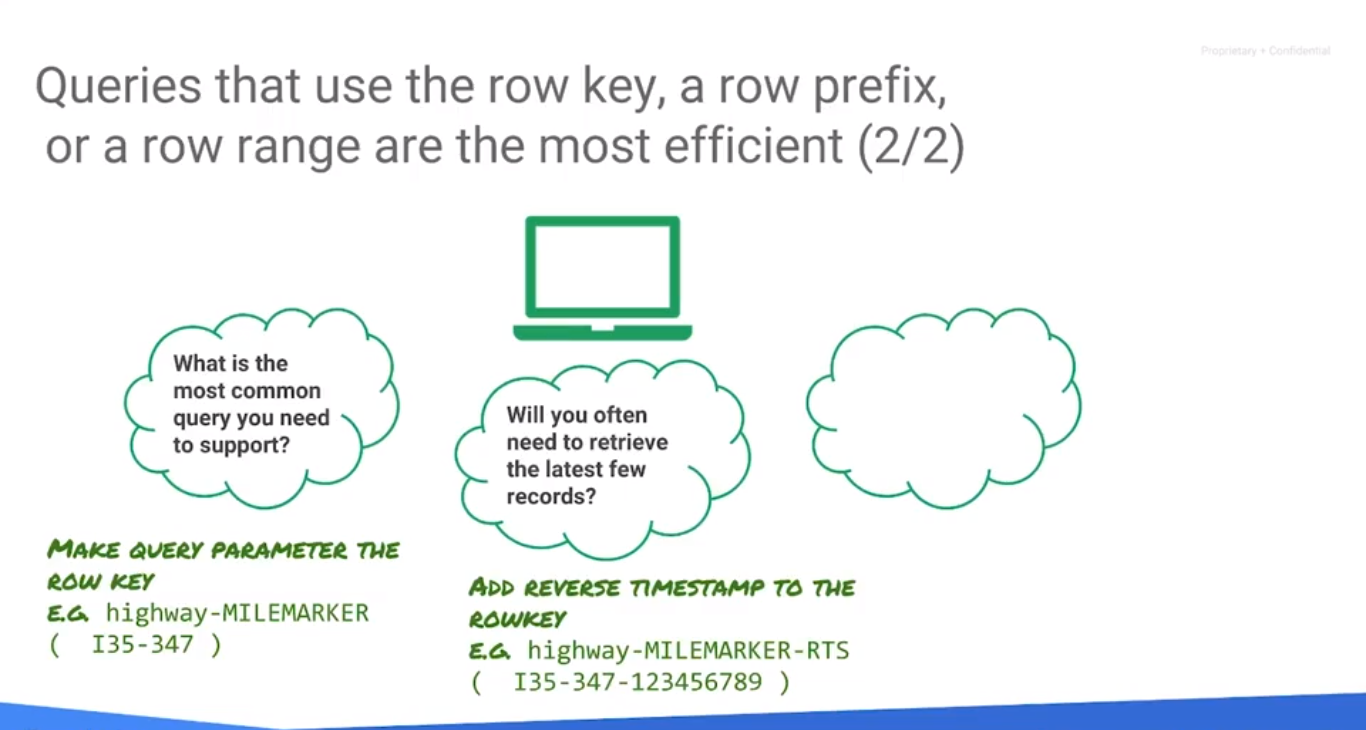 Proprietary + Confidential
Queries that use the row key, a row prefix,
or a row range are the most efficient (2/2)
What is the
most common
query you need
to support?
Will you often
need to retrieve
the latest few
records?
MAKE QUERY PARAMETER THE
ROW KEY
E.G. highway-MILEMARKER
( I35-347 )
ADD REVERSE TIMESTAMP TO THE
ROWKEY
E.G. highway-MILEMARKER-RTS
( I35-347-123456789 )